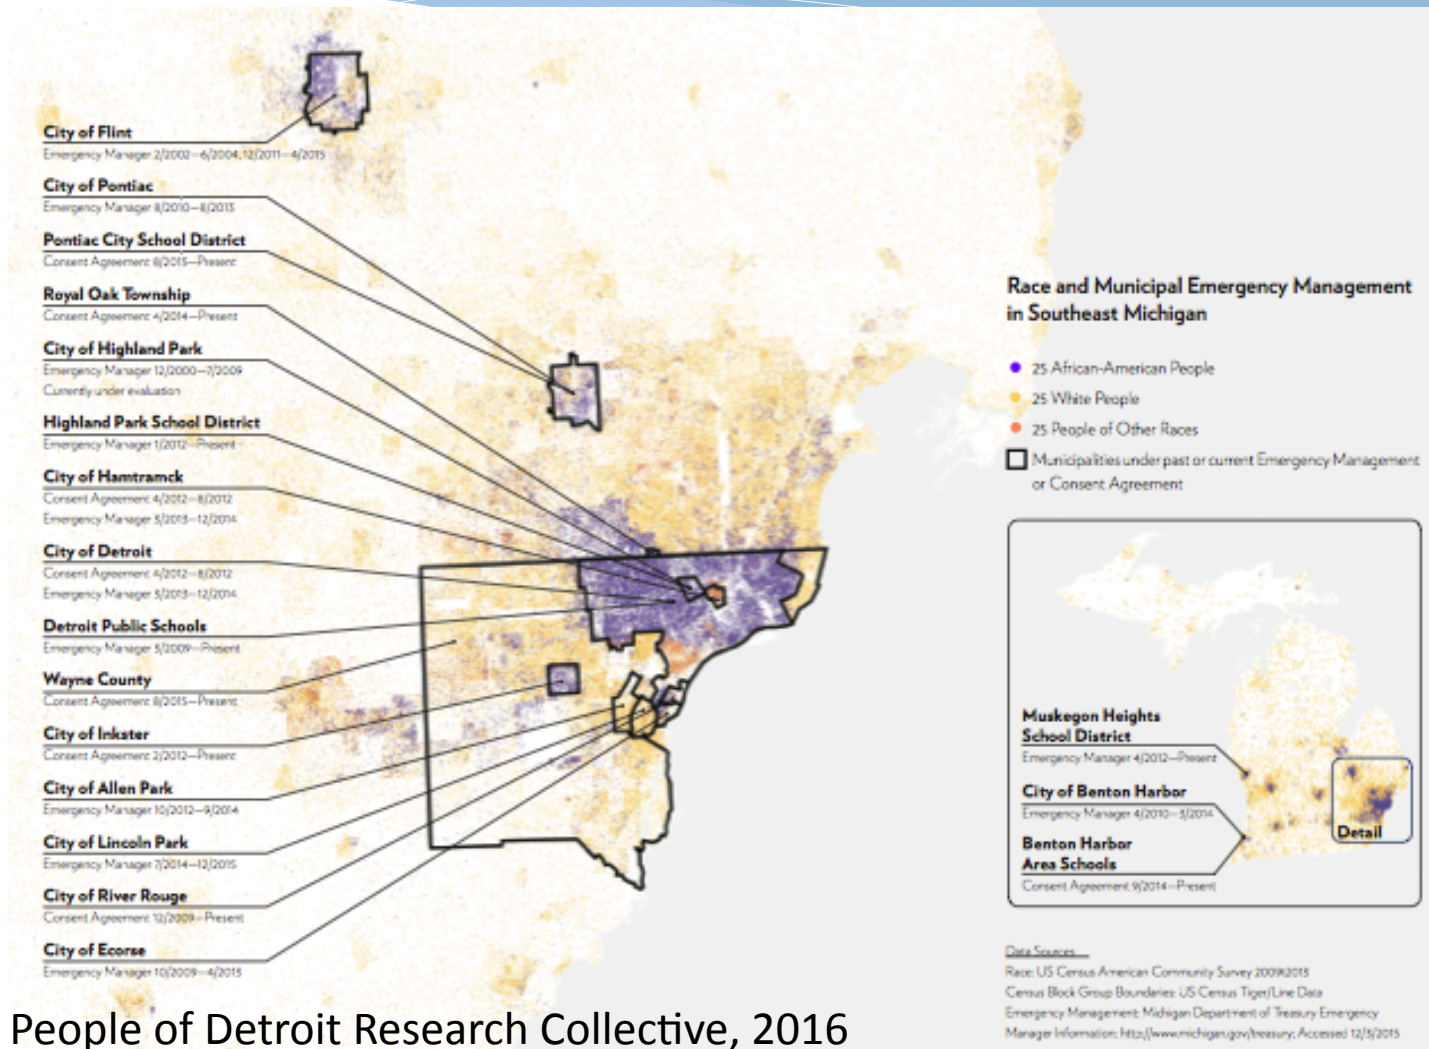 City of Flint
Emergency Manager 2/2002—6/2004, 12/2011—4/2015
City of Pontiac
Emergency Manager 8/2010—8/2013
Pontiac City School District
Consent Agreement 8/2015—Present
Royal Oak Township
Consent Agreement 4/2014—Present
City of Highland Park
Emergency Manager 12/2000—7/2009
Currently under evaluation
Highland Park School District
Emergency Manager 1/2012—Present
City of Hamtramck
Consent Agreement 4/2012—8/2012
Emergency Manager 3/2013—12/2014
City of Detroit
Consent Agreement 4/2012—8/2012
Emergency Manager 3/2013—12/2014
Detroit Public Schools
Emergency Manager 3/2009—Present
Wayne County
Consent Agreement 8/2015—Present
City of Inkster
Consent Agreement 2/2012—Present
City of Allen Park
Emergency Manager 10/2012—9/2014
City of Lincoln Park
Emergency Manager 7/2014—12/2015
City of River Rouge
Consent Agreement 12/2009—Present
City of Ecorse
Emergency Manager 10/2009—4/2013
Race and Municipal Emergency Management
in Southeast Michigan
25 African-American People
25 White People
25 People of Other Races
Municipalities under past or current Emergency Management
or Consent Agreement
Muskegon Heights
School District
Emergency Manager 4/2012—Present
City of Benton Harbor
Emergency Manager 4/2010—3/2014
Benton Harbor
Area Schools
Consent Agreement 9/2014—Present
Detail
Data Sources
Race: US Census American Community Survey 2009-2013
Census Block Group Boundaries: US Census Tiger/Line Data
Emergency Management: Michigan Department of Treasury Emergency
Manager Information: http://www.michigan.gov/treasury; Accessed 12/3/2015
People of Detroit Research Collective, 2016